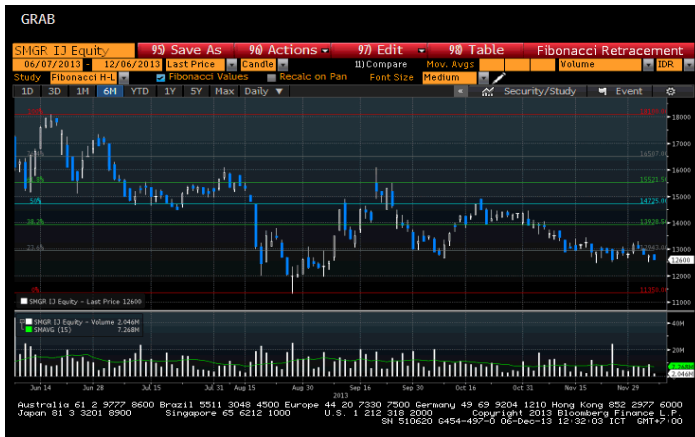 GRAB
SMGR IJ Equity 95) Save As 96) Actions 97) Edit 98) Table Fibonacci Retracement
06/07/2013 - 12/06/2013 Last Price Candle 11) Compare Mov. Avgs Volume IDR
Study Fibonacci H-L Fibonacci Values Recalc on Pan Font Size Medium
1D 3D 1M 6M YTD 1Y 5Y Max Daily ▼ « Security/Study Event
100% 18100.00
18000
17000
16507.00
16000
61.8% 15521.50
15000
50% 14725.00
14000
38.2% 13928.50
23.6% 12943.00
13000
12600
12000
0% 11350.00
11000
SMGR IJ Equity - Last Price 12600
SMGR IJ Equity - Volume 2.046M
SMAVG (15) 7.268M
40M
20M
7.268M
2.046M
Jun 14 Jun 28 Jul 15 Jul 31 Aug 15 Aug 30 Sep 16 Sep 30 Oct 16 Oct 31 Nov 15 Nov 29
2013
Australia 61 2 9777 8600 Brazil 5511 3048 4500 Europe 44 20 7330 7500 Germany 49 69 9204 1210 Hong Kong 852 2977 6000
Japan 81 3 3201 8900 Singapore 65 6212 1000 U.S. 1 212 318 2000 Copyright 2013 Bloomberg Finance L.P.
SN 510620 G454-497-0 06-Dec-13 12:32:03 ICT GMT+7:00